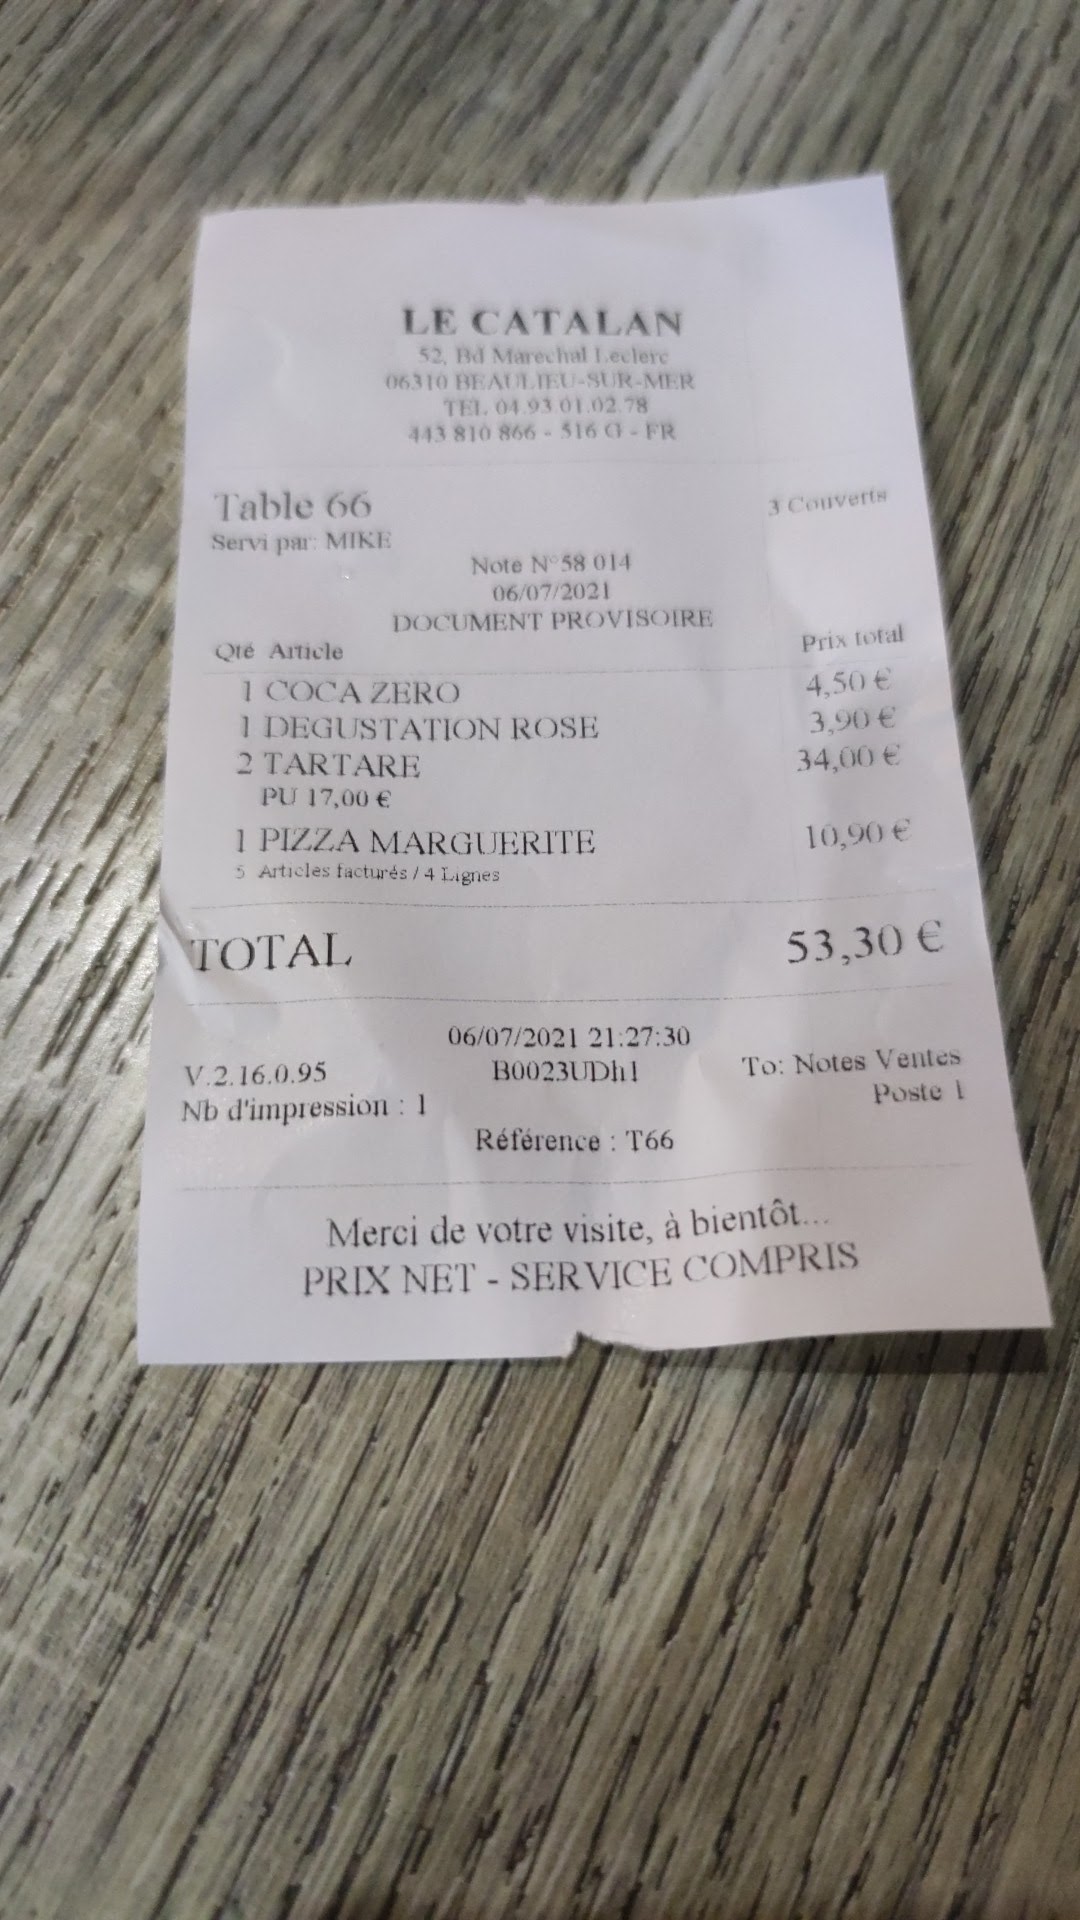 LE CATALAN
52, Bd Marechal Leclerc
06310 BEAULIEU-SUR-MER
TEL 04.93.01.02.78
443 810 866 - 516 G - FR
Table 66 3 Couverts
Servi par: MIKE
Note N°58 014
06/07/2021
DOCUMENT PROVISOIRE
Qté Article Prix total
1 COCA ZERO 4,50 €
1 DEGUSTATION ROSE 3,90 €
2 TARTARE 34,00 €
PU 17,00 €
1 PIZZA MARGUERITE 10,90 €
5 Articles facturés / 4 Lignes
TOTAL 53,30 €
06/07/2021 21:27:30
V.2.16.0.95 B0023UDh1 To: Notes Ventes
Nb d'impression : 1 Poste 1
Référence : T66
Merci de votre visite, à bientôt...
PRIX NET - SERVICE COMPRIS